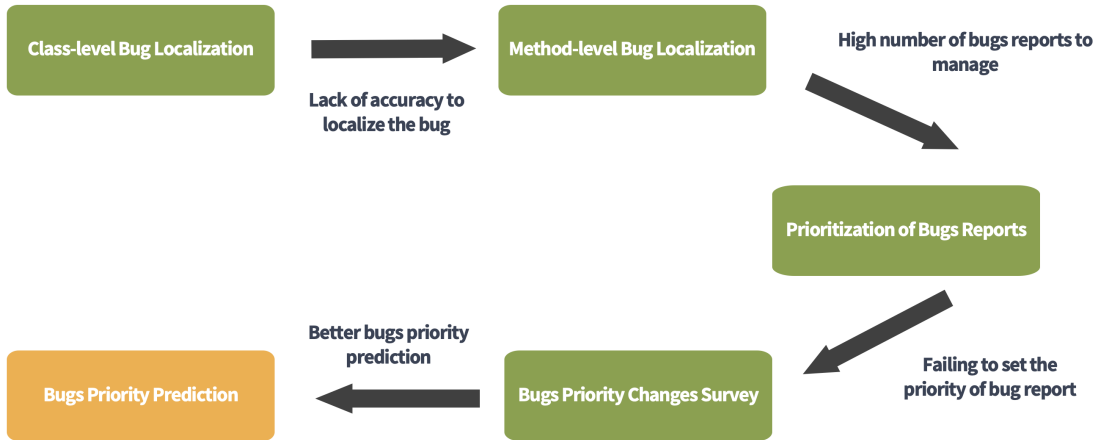 Class-level Bug Localization
Lack of accuracy to
localize the bug
Method-level Bug Localization
High number of bugs reports to
manage
Prioritization of Bugs Reports
Failing to set the
priority of bug report
Bugs Priority Changes Survey
Better bugs priority
prediction
Bugs Priority Prediction